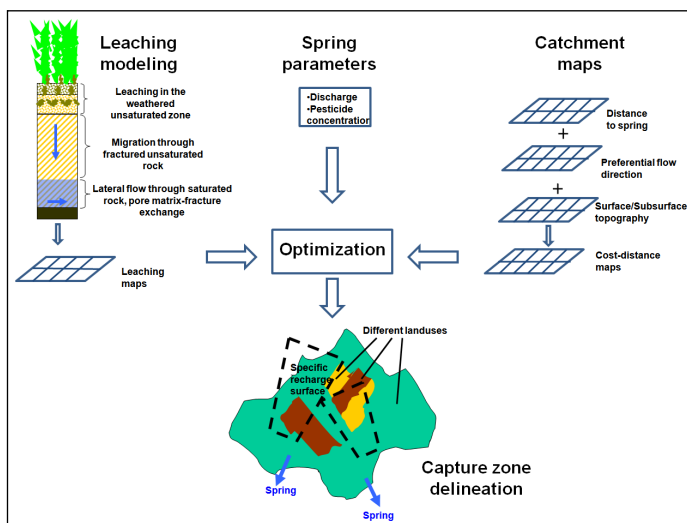 Leaching
modeling
Leaching in the
weathered
unsaturated zone
Migration through
fractured unsaturated
rock
Lateral flow through saturated
rock, pore matrix-fracture
exchange
Leaching
maps
Spring
parameters
•Discharge
•Pesticide
concentration
Optimization
Catchment
maps
Distance
to spring
+
Preferential flow
direction
+
Surface/Subsurface
topography
Cost-distance
maps
Different landuses
Specific
recharge
surface
Spring
Spring
Capture zone
delineation